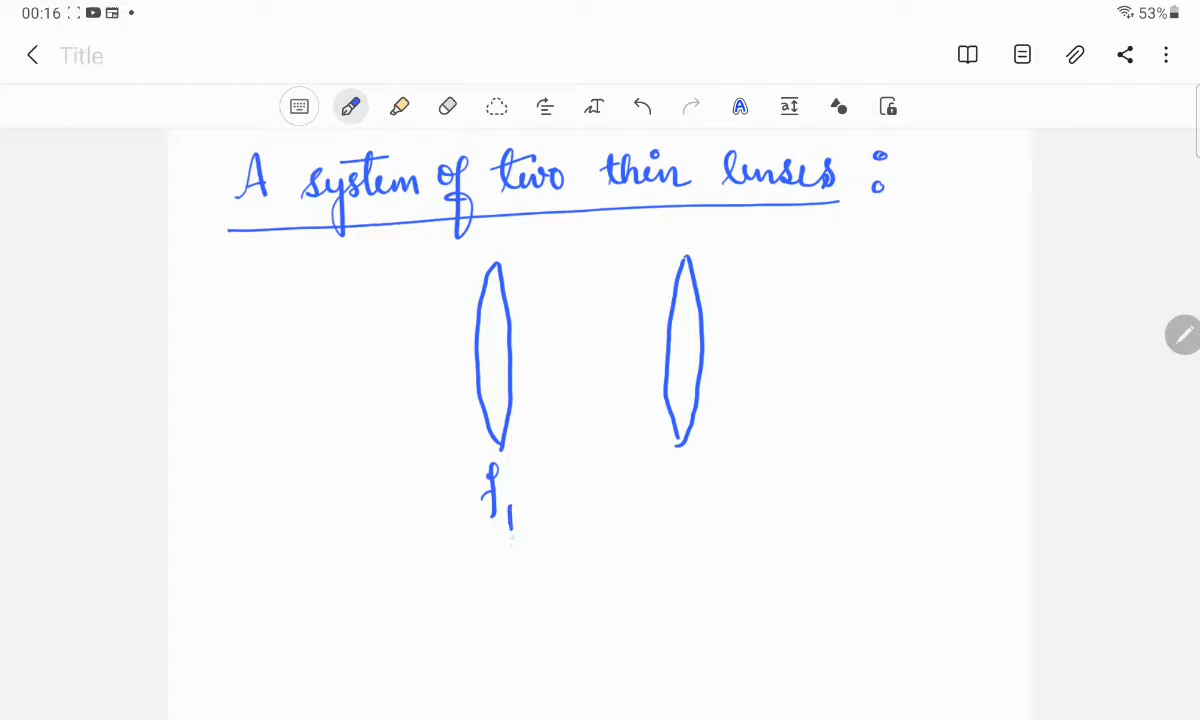 00:16 53%
Title
A system of two thin lenses :
f₁